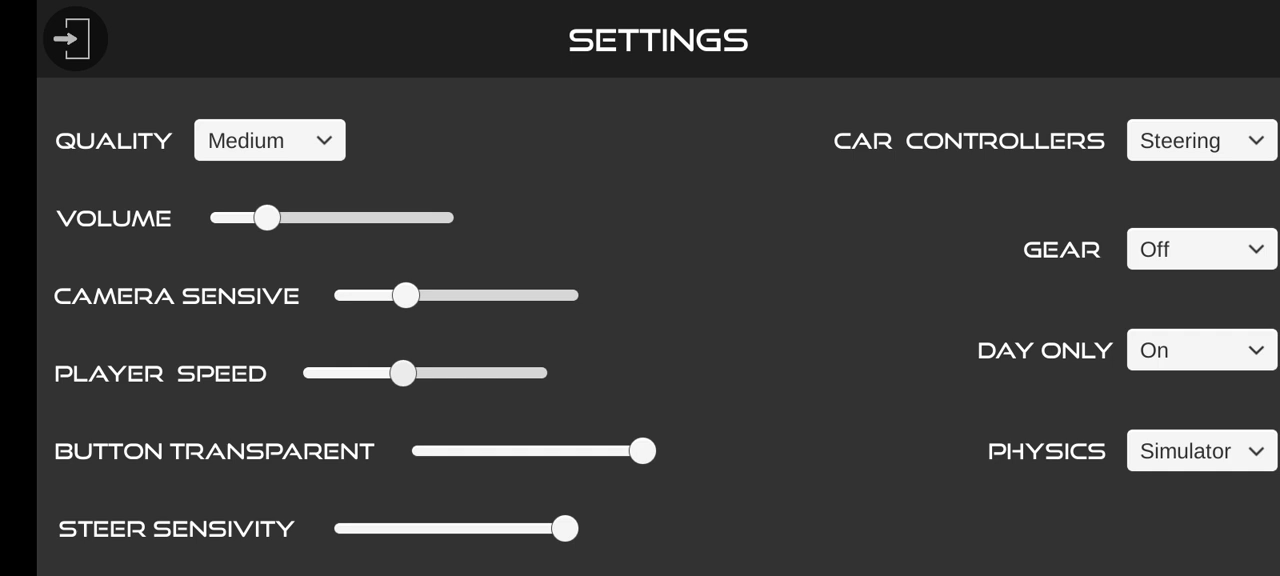 SETTINGS
QUALITY Medium
CAR CONTROLLERS Steering
VOLUME
GEAR Off
CAMERA SENSIVE
DAY ONLY On
PLAYER SPEED
BUTTON TRANSPARENT
PHYSICS Simulator
STEER SENSIVITY